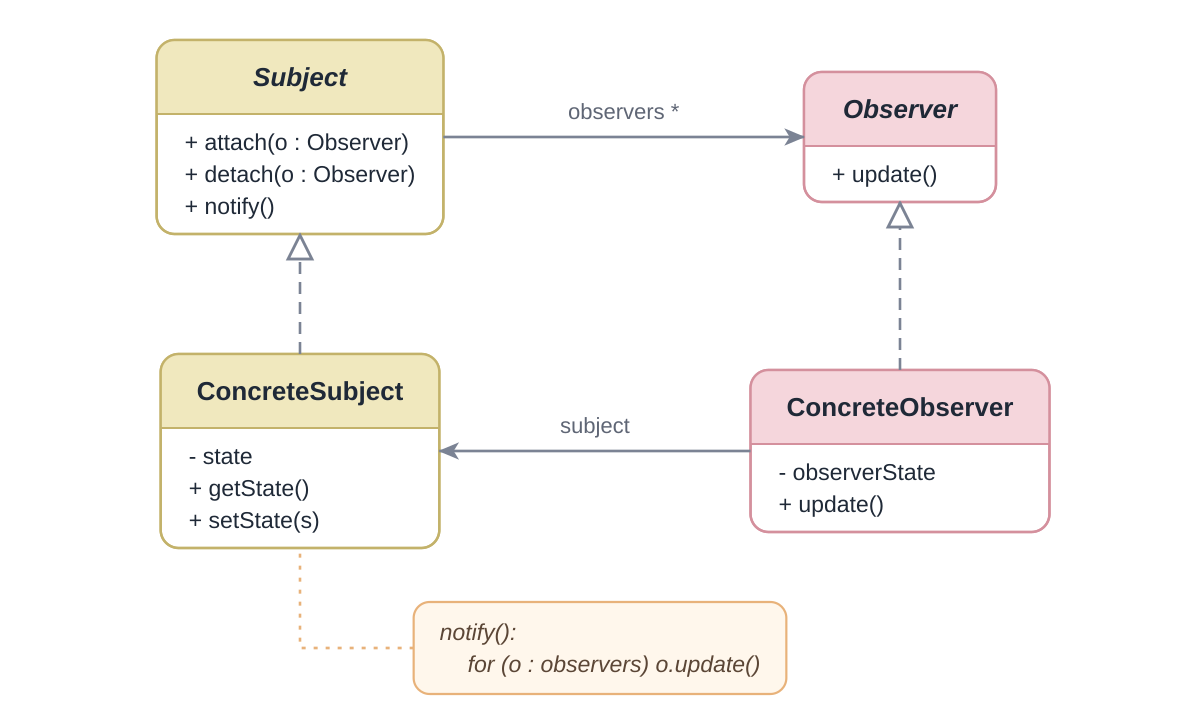 Subject
+ attach(o : Observer)
+ detach(o : Observer)
+ notify()
observers *
Observer
+ update()
ConcreteSubject
- state
+ getState()
+ setState(s)
subject
ConcreteObserver
- observerState
+ update()
notify():
for (o : observers) o.update()